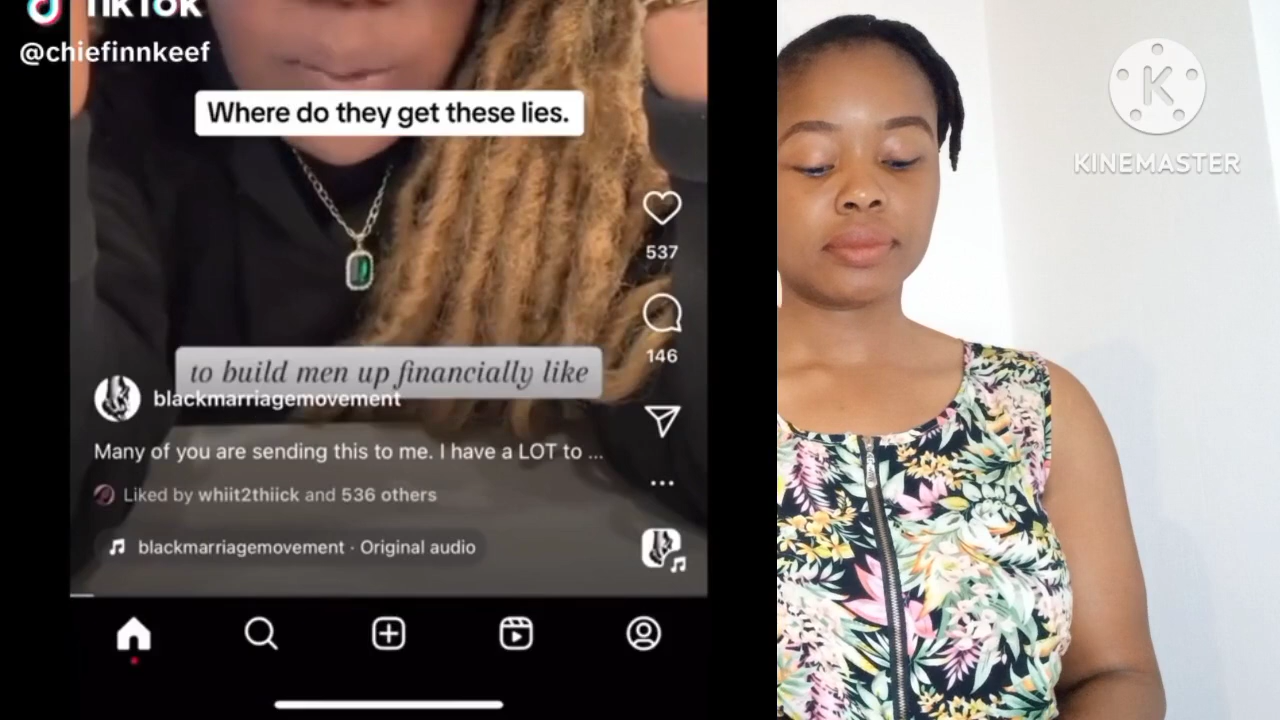 TikTok
@chiefinnkeef
Where do they get these lies.
537
146
to build men up financially like
blackmarriagemovement
Many of you are sending this to me. I have a LOT to ...
Liked by whiit2thiick and 536 others
blackmarriagemovement · Original audio
K
KINEMASTER